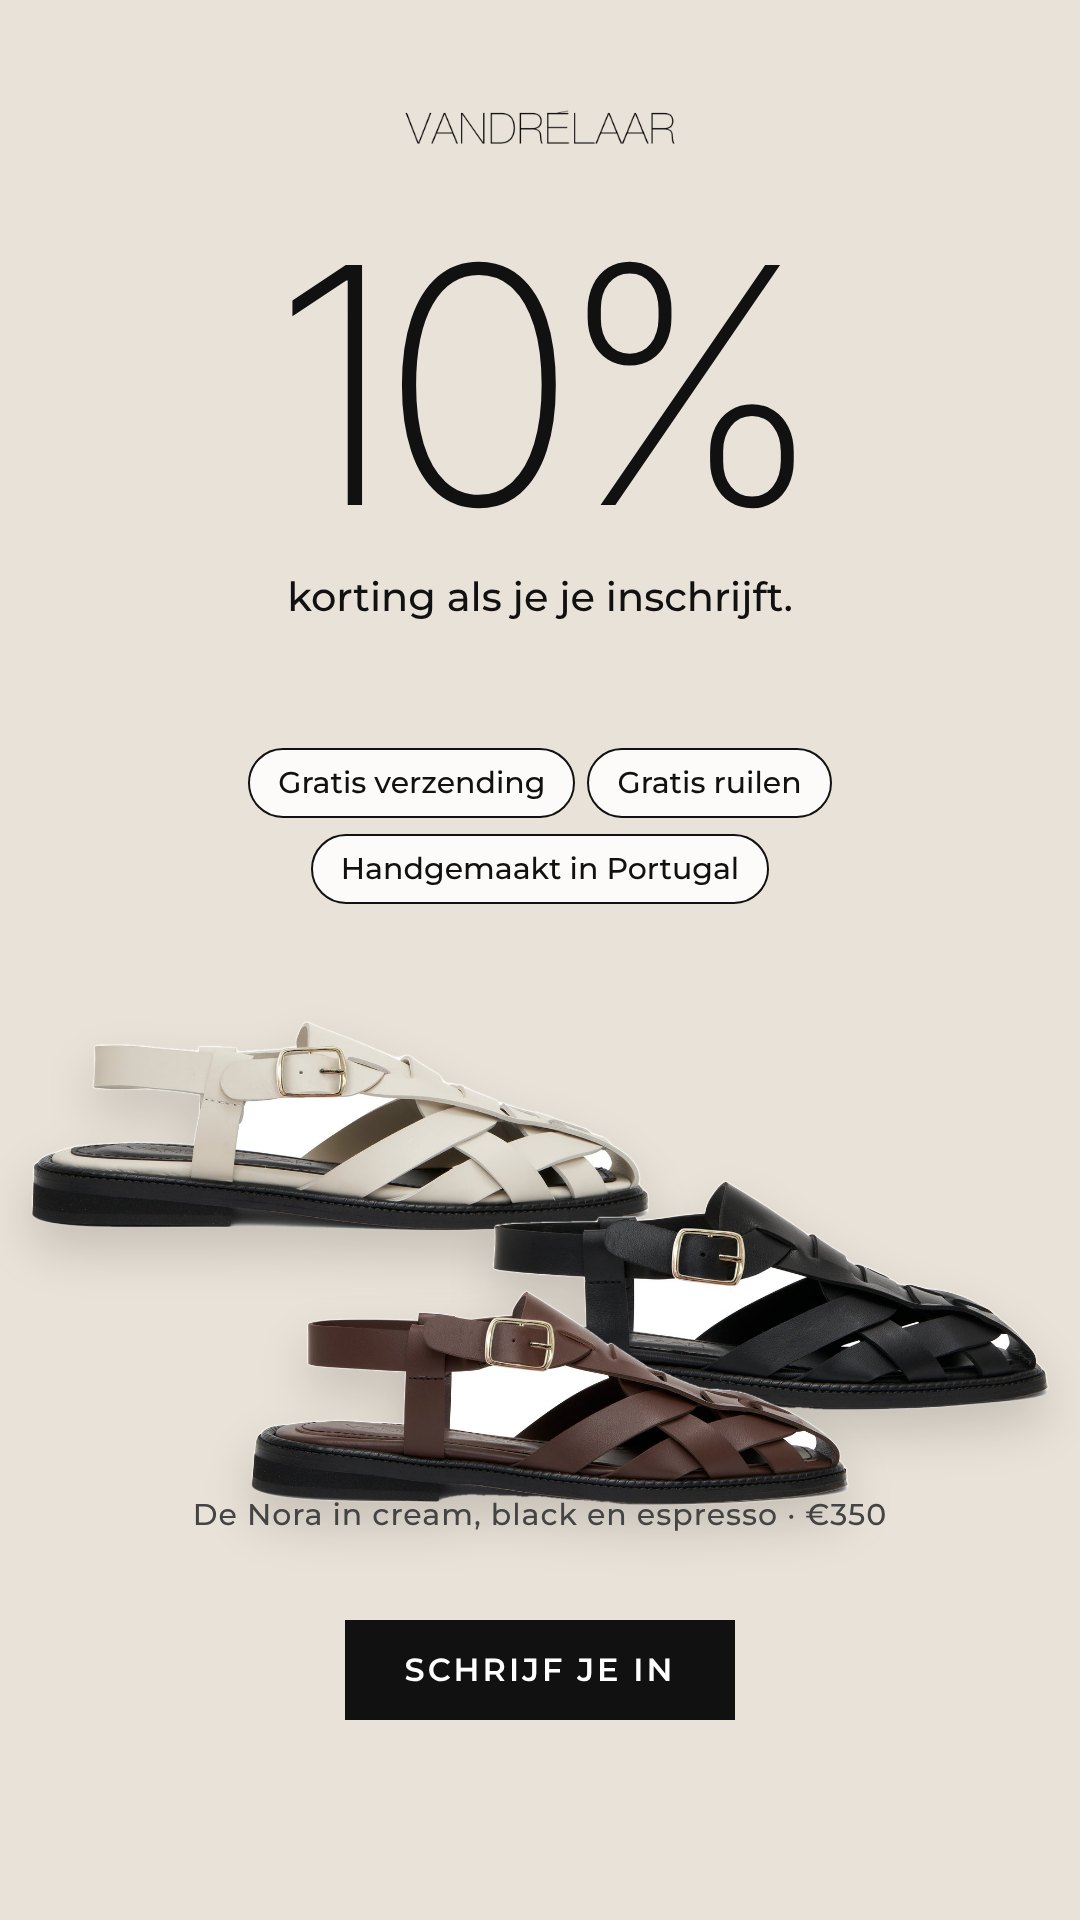 VANDRÉLAAR
10%
korting als je je inschrijft.
Gratis verzending
Gratis ruilen
Handgemaakt in Portugal
De Nora in cream, black en espresso · €350
SCHRIJF JE IN